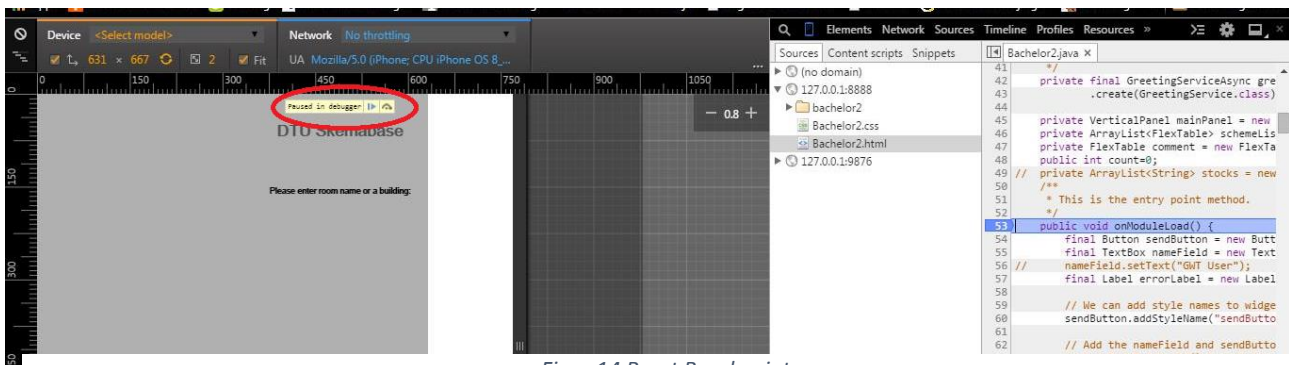 Device <Select model> Network No throttling
631 × 667 2 Fit UA Mozilla/5.0 (iPhone; CPU iPhone OS 8_... ...
0 150 300 450 600 750 900 1050
Paused in debugger
− 0.8 +
DTU Skemabase
Please enter room name or a building:
150
300
Elements Network Sources Timeline Profiles Resources »
Sources Content scripts Snippets
(no domain)
127.0.0.1:8888
bachelor2
Bachelor2.css
Bachelor2.html
127.0.0.1:9876
Bachelor2.java ×
41 */
42 private final GreetingServiceAsync gre
43 .create(GreetingService.class)
44
45 private VerticalPanel mainPanel = new
46 private ArrayList<FlexTable> schemeLis
47 private FlexTable comment = new FlexTa
48 public int count=0;
49 // private ArrayList<String> stocks = new
50 /**
51 * This is the entry point method.
52 */
53 public void onModuleLoad() {
54 final Button sendButton = new Butt
55 final TextBox nameField = new Text
56 // nameField.setText("GWT User");
57 final Label errorLabel = new Label
58
59 // We can add style names to widge
60 sendButton.addStyleName("sendButto
61
62 // Add the nameField and sendButto